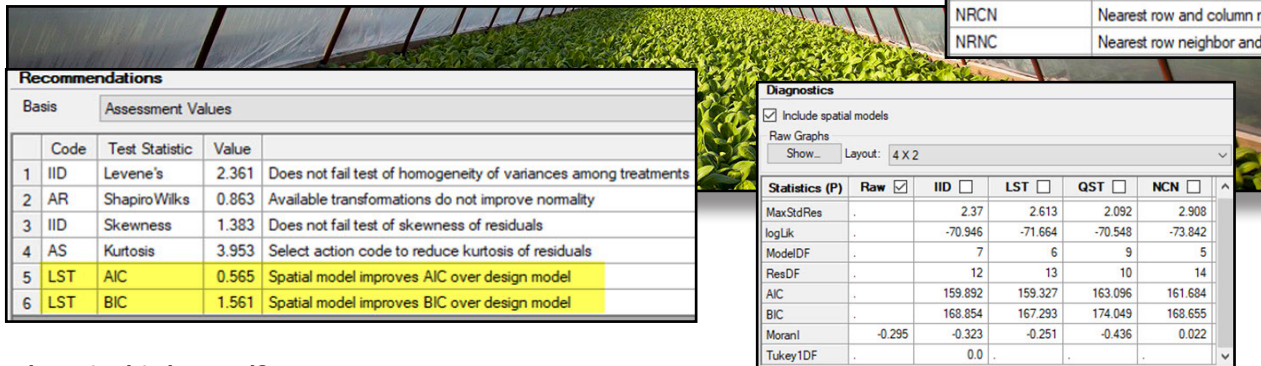 NRCN Nearest row and column
NRNC Nearest row neighbor and
Recommendations
Basis Assessment Values
Code Test Statistic Value
1 IID Levene's 2.361 Does not fail test of homogeneity of variances among treatments
2 AR ShapiroWilks 0.863 Available transformations do not improve normality
3 IID Skewness 1.383 Does not fail test of skewness of residuals
4 AS Kurtosis 3.953 Select action code to reduce kurtosis of residuals
5 LST AIC 0.565 Spatial model improves AIC over design model
6 LST BIC 1.561 Spatial model improves BIC over design model
Diagnostics
Include spatial models
Raw Graphs
Show... Layout: 4 X 2
Statistics (P) Raw IID LST QST NCN
MaxStdRes . 2.37 2.613 2.092 2.908
logLik . -70.946 -71.664 -70.548 -73.842
ModelDF . 7 6 9 5
ResDF . 12 13 10 14
AIC . 159.892 159.327 163.096 161.684
BIC . 168.854 167.293 174.049 168.655
MoranI -0.295 -0.323 -0.251 -0.436 0.022
Tukey1DF . 0.0 . . .